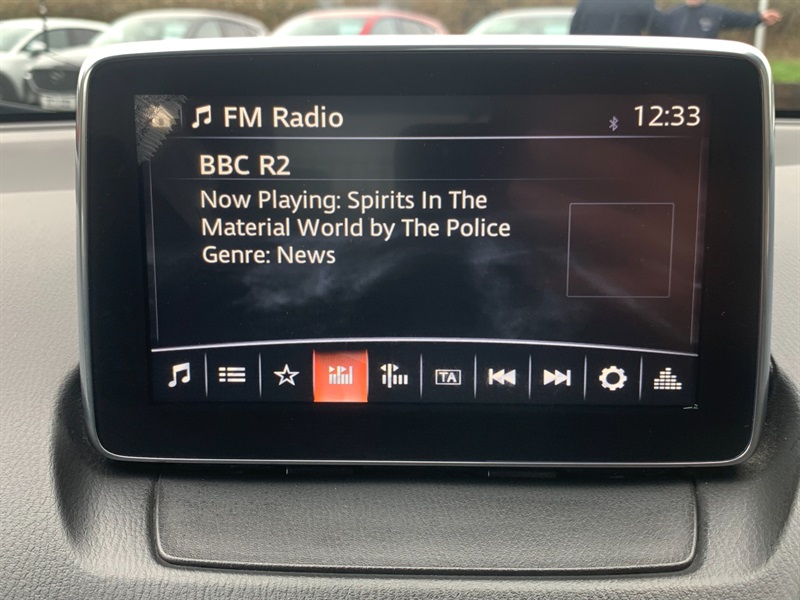 FM Radio
12:33
BBC R2
Now Playing: Spirits In The
Material World by The Police
Genre: News
TA